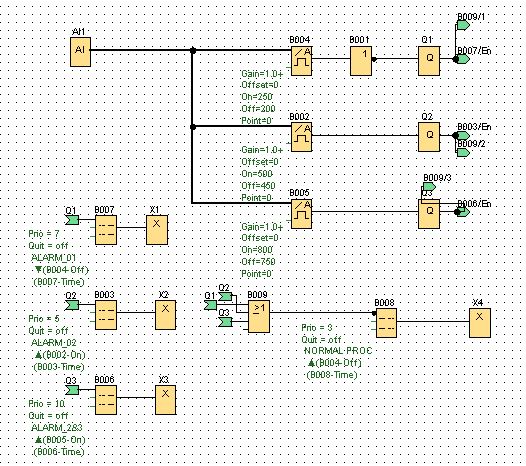 B009/1
AI1
AI
B004
/A
B001
1
Q1
Q
B007/En
Gain=1.0+
Offset=0
On=250
Off=200
Point=0
B002
/A
Q2
Q
B003/En
B009/2
Gain=1.0+
Offset=0
On=500
Off=450
Point=0
B009/3
B005
/A
Q3
Q
B006/En
Gain=1.0+
Offset=0
On=800
Off=750
Point=0
Q1
B007
X1
X
Prio = 7
Quit = off
ALARM_01
▼(B004-Off)
(B007-Time)
Q2
B003
X2
X
Prio = 5
Quit = off
ALARM-02
▲(B002-On)
(B003-Time)
Q2
Q1
Q3
B009
≥1
B008
X4
X
Prio = 3
Quit = off
NORMAL PROC
▲(B004-Off)
(B008-Time)
Q3
B006
X3
X
Prio = 10
Quit = off
ALARM_2&3
▲(B005-On)
(B006-Time)